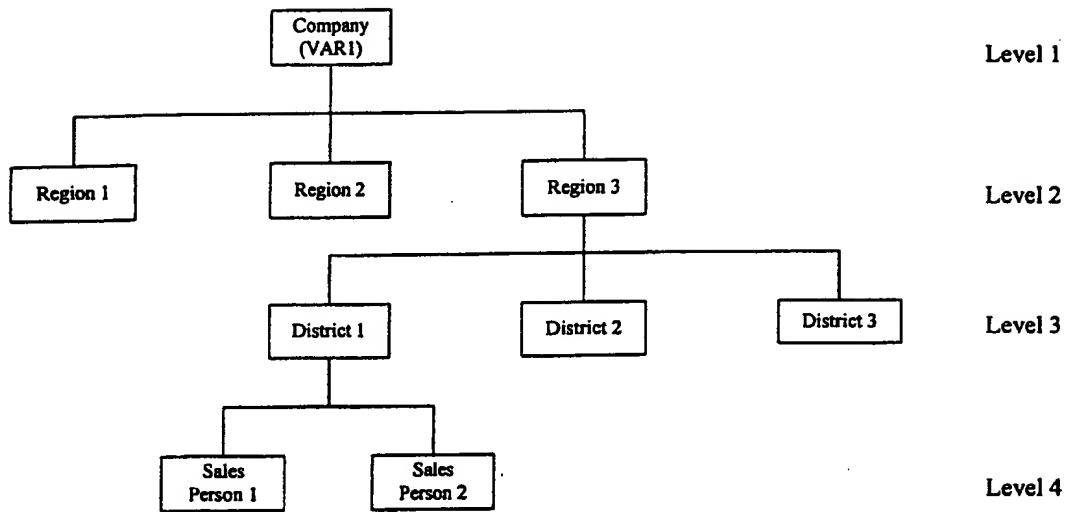 Company
(VAR1)
Level 1
Region 1
Region 2
Region 3
Level 2
District 1
District 2
District 3
Level 3
Sales
Person 1
Sales
Person 2
Level 4